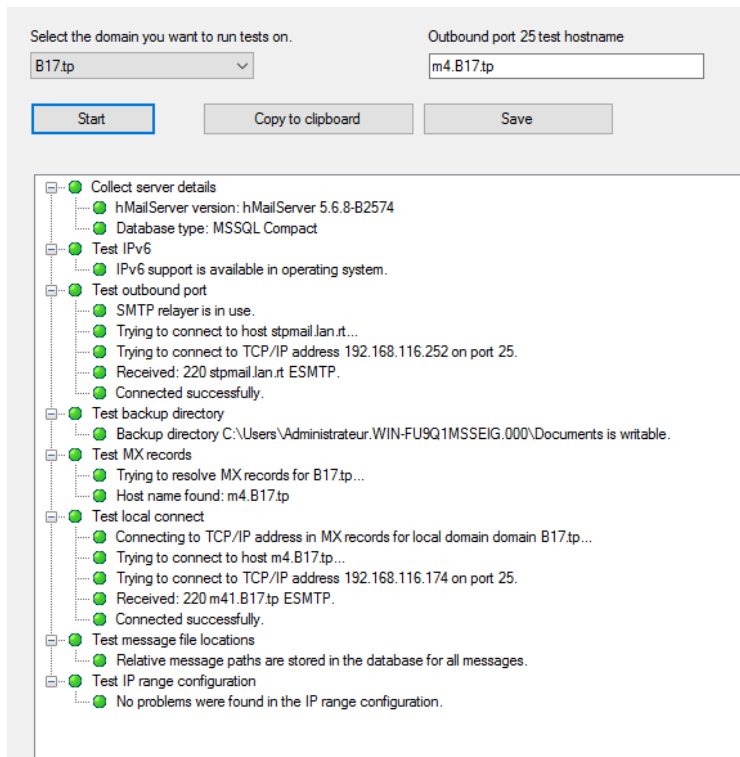 Select the domain you want to run tests on.
Outbound port 25 test hostname
B17.tp
m4.B17.tp
Start
Copy to clipboard
Save
Collect server details
hMailServer version: hMailServer 5.6.8-B2574
Database type: MSSQL Compact
Test IPv6
IPv6 support is available in operating system.
Test outbound port
SMTP relayer is in use.
Trying to connect to host stpmail.lan.rt...
Trying to connect to TCP/IP address 192.168.116.252 on port 25.
Received: 220 stpmail.lan.rt ESMTP.
Connected successfully.
Test backup directory
Backup directory C:\Users\Administrateur.WIN-FU9Q1MSSEIG.000\Documents is writable.
Test MX records
Trying to resolve MX records for B17.tp...
Host name found: m4.B17.tp
Test local connect
Connecting to TCP/IP address in MX records for local domain domain B17.tp...
Trying to connect to host m4.B17.tp...
Trying to connect to TCP/IP address 192.168.116.174 on port 25.
Received: 220 m41.B17.tp ESMTP.
Connected successfully.
Test message file locations
Relative message paths are stored in the database for all messages.
Test IP range configuration
No problems were found in the IP range configuration.